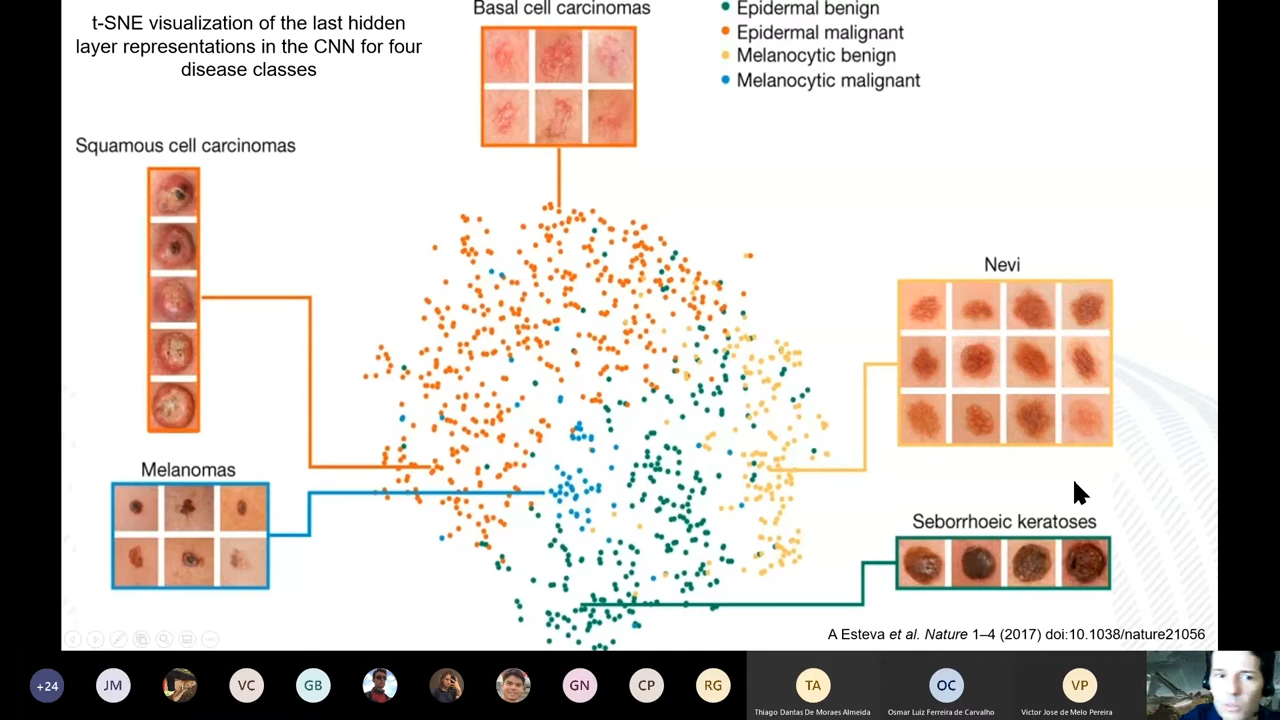 t-SNE visualization of the last hidden
layer representations in the CNN for four
disease classes
Basal cell carcinomas
Epidermal benign
Epidermal malignant
Melanocytic benign
Melanocytic malignant
Squamous cell carcinomas
Nevi
Melanomas
Seborrhoeic keratoses
A Esteva et al. Nature 1–4 (2017) doi:10.1038/nature21056
+24
JM
VC
GB
GN
CP
RG
TA
OC
VP
Thiago Dantas De Moraes Almeida
Osmar Luiz Ferreira de Carvalho
Victor Jose de Melo Pereira